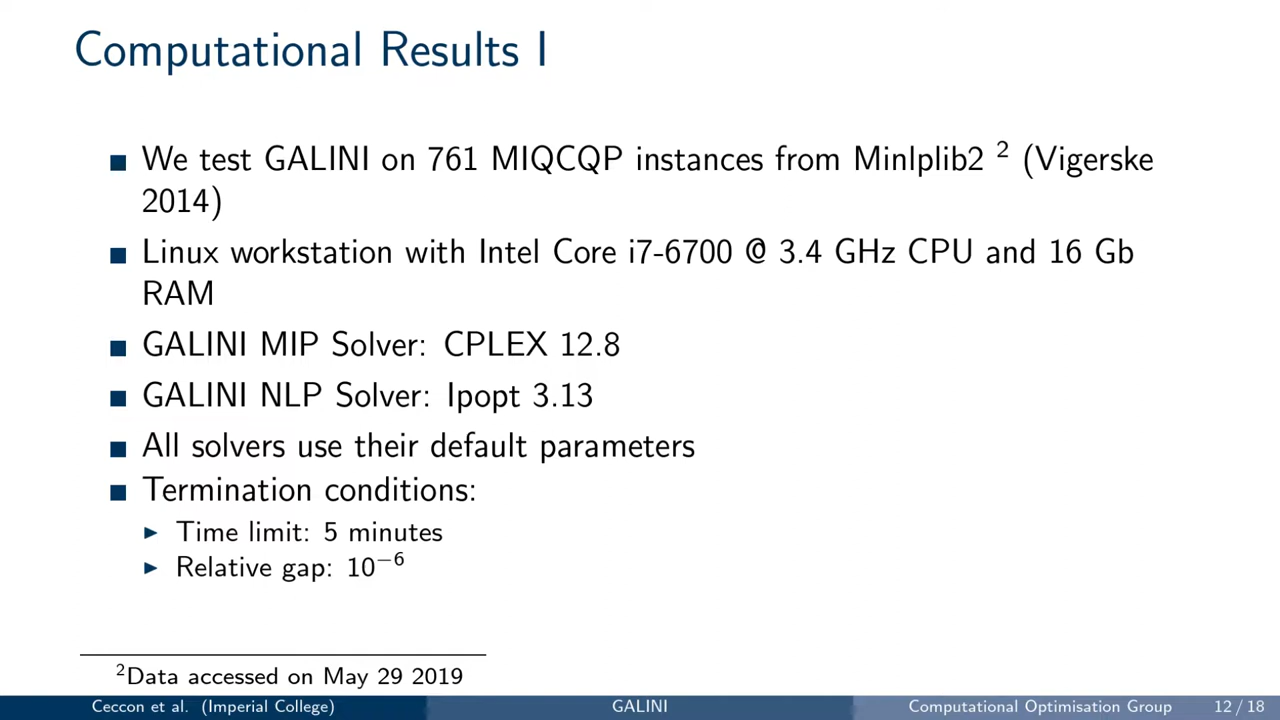 Computational Results I
We test GALINI on 761 MIQCQP instances from MinIplib2 ² (Vigerske
2014)
Linux workstation with Intel Core i7-6700 @ 3.4 GHz CPU and 16 Gb
RAM
GALINI MIP Solver: CPLEX 12.8
GALINI NLP Solver: Ipopt 3.13
All solvers use their default parameters
Termination conditions:
Time limit: 5 minutes
Relative gap: 10⁻⁶
²Data accessed on May 29 2019
Ceccon et al. (Imperial College) GALINI Computational Optimisation Group 12 / 18